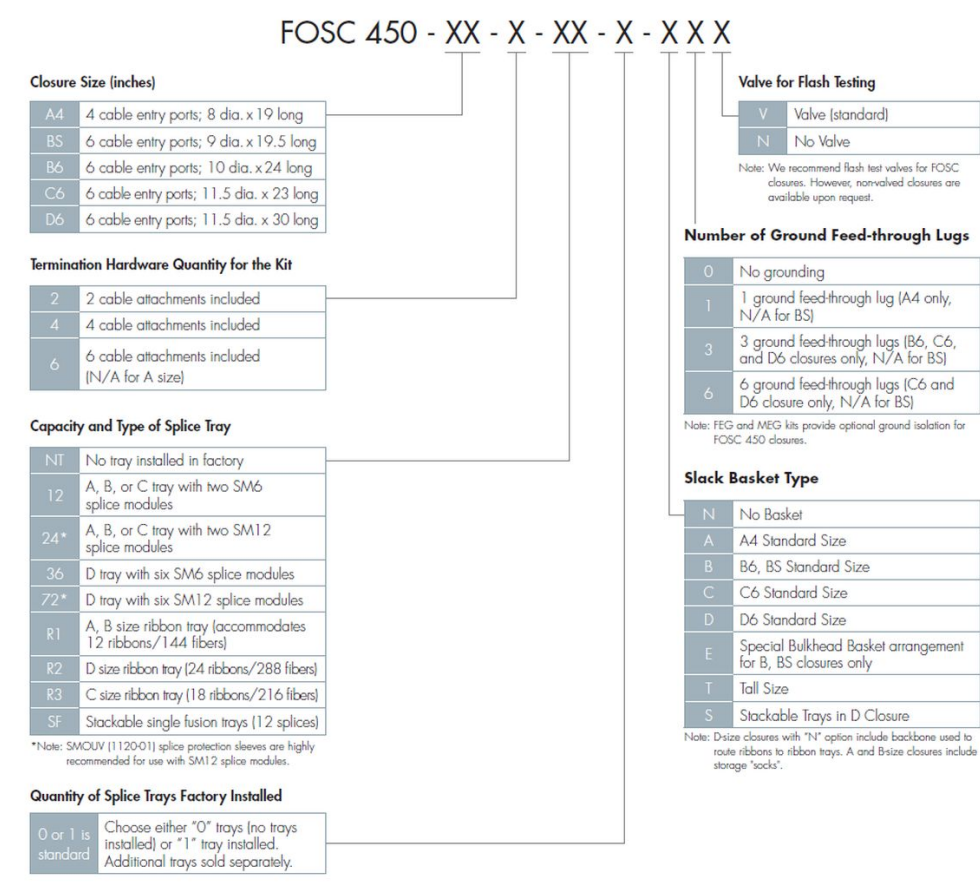 FOSC 450 - XX - X - XX - X - X X X
Closure Size (inches)
A4 4 cable entry ports; 8 dia. x 19 long
BS 6 cable entry ports; 9 dia. x 19.5 long
B6 6 cable entry ports; 10 dia. x 24 long
C6 6 cable entry ports; 11.5 dia. x 23 long
D6 6 cable entry ports; 11.5 dia. x 30 long
Termination Hardware Quantity for the Kit
2 2 cable attachments included
4 4 cable attachments included
6 6 cable attachments included
(N/A for A size)
Capacity and Type of Splice Tray
NT No tray installed in factory
12 A, B, or C tray with two SM6
splice modules
24* A, B, or C tray with two SM12
splice modules
36 D tray with six SM6 splice modules
72* D tray with six SM12 splice modules
R1 A, B size ribbon tray (accommodates
12 ribbons/144 fibers)
R2 D size ribbon tray (24 ribbons/288 fibers)
R3 C size ribbon tray (18 ribbons/216 fibers)
SF Stackable single fusion trays (12 splices)
*Note: SMOUV (1120-01) splice protection sleeves are highly
recommended for use with SM12 splice modules.
Quantity of Splice Trays Factory Installed
0 or 1 is
standard
Choose either "0" trays (no trays
installed) or "1" tray installed.
Additional trays sold separately.
Valve for Flash Testing
V Valve (standard)
N No Valve
Note: We recommend flash test valves for FOSC
closures. However, non-valved closures are
available upon request.
Number of Ground Feed-through Lugs
0 No grounding
1 1 ground feed-through lug (A4 only,
N/A for BS)
3 3 ground feed-through lugs (B6, C6,
and D6 closures only, N/A for BS)
6 6 ground feed-through lugs (C6 and
D6 closure only, N/A for BS)
Note: FEG and MEG kits provide optional ground isolation for
FOSC 450 closures.
Slack Basket Type
N No Basket
A A4 Standard Size
B B6, BS Standard Size
C C6 Standard Size
D D6 Standard Size
E Special Bulkhead Basket arrangement
for B, BS closures only
T Tall Size
S Stackable Trays in D Closure
Note: D-size closures with "N" option include backbone used to
route ribbons to ribbon trays. A and B-size closures include
storage "socks".